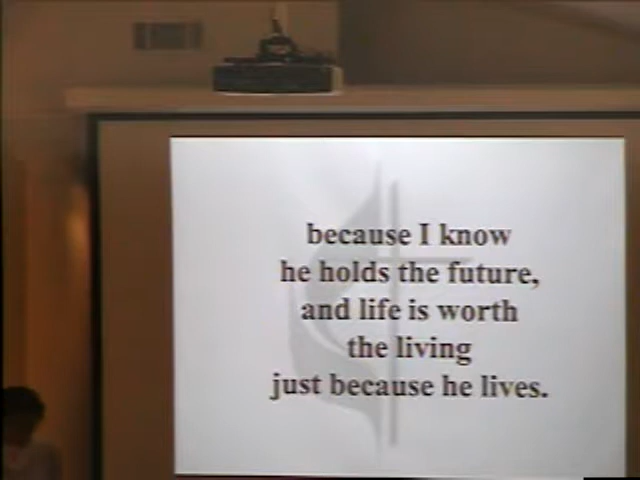 because I know
he holds the future,
and life is worth
the living
just because he lives.